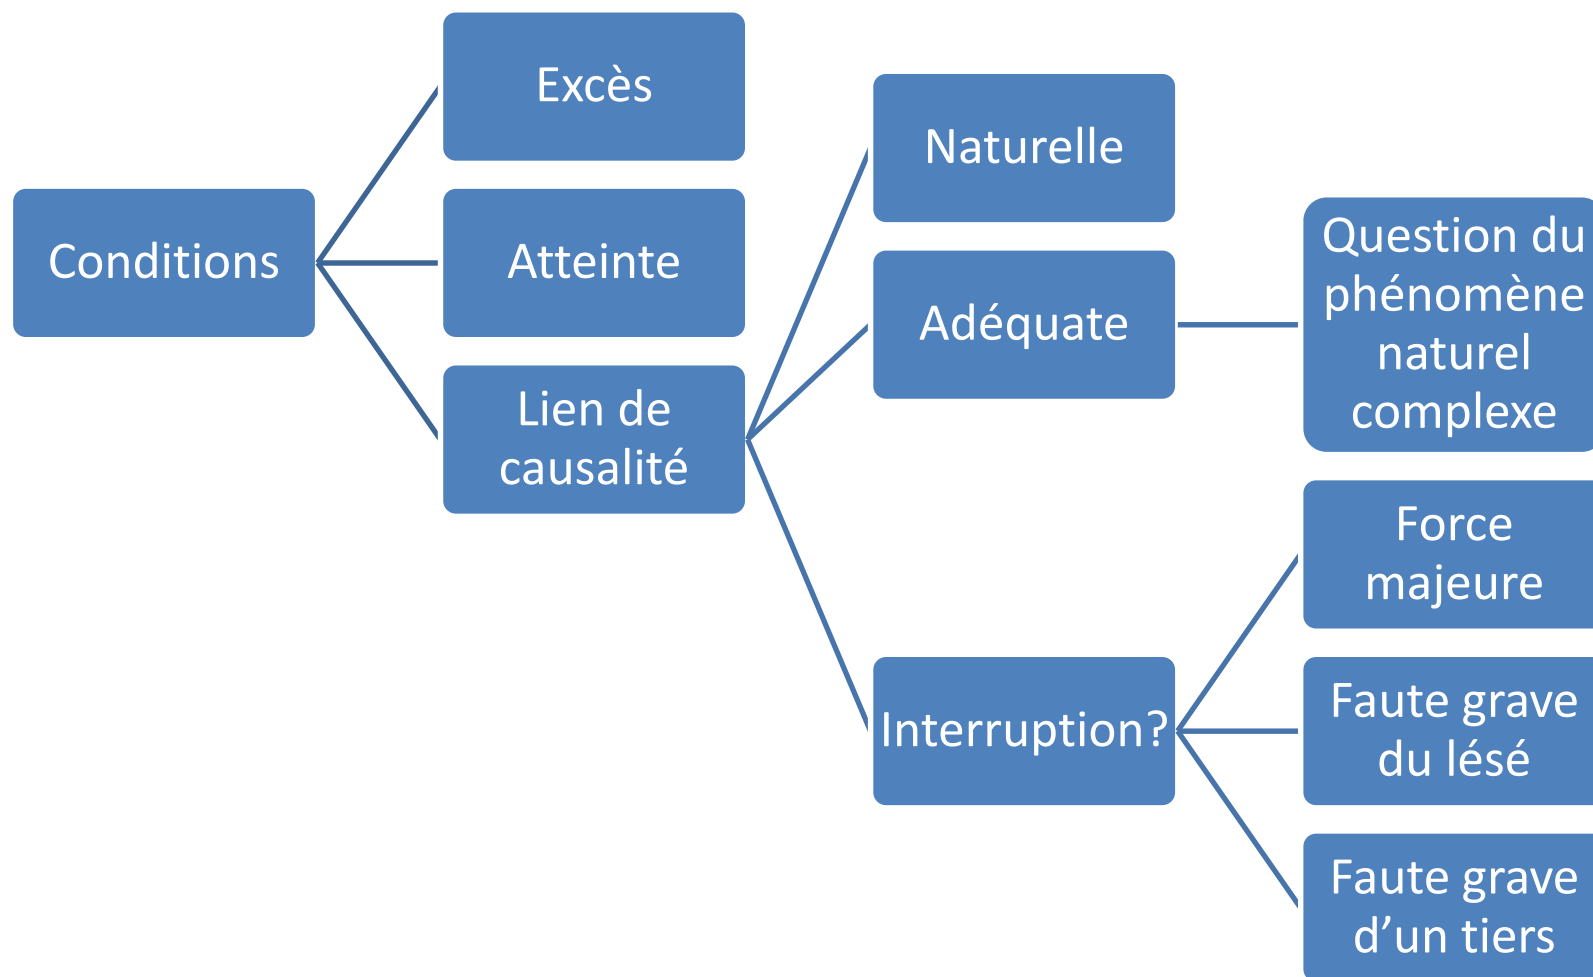 Conditions
Excès
Atteinte
Lien de
causalité
Naturelle
Adéquate
Interruption?
Question du
phénomène
naturel
complexe
Force
majeure
Faute grave
du lésé
Faute grave
d’un tiers